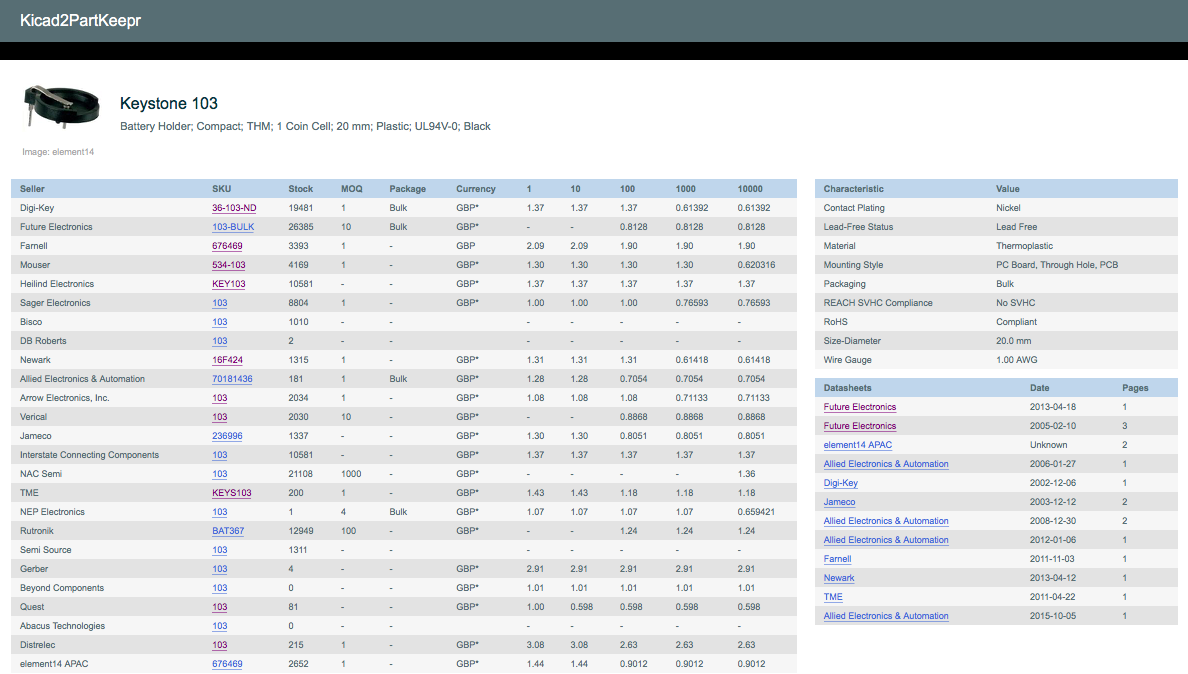 Kicad2PartKeepr
Keystone 103
Battery Holder; Compact; THM; 1 Coin Cell; 20 mm; Plastic; UL94V-0; Black
Image: element14
Seller SKU Stock MOQ Package Currency 1 10 100 1000 10000
Digi-Key 36-103-ND 19481 1 Bulk GBP* 1.37 1.37 1.37 0.61392 0.61392
Future Electronics 103-BULK 26385 10 Bulk GBP* - - 0.8128 0.8128 0.8128
Farnell 676469 3393 1 - GBP 2.09 2.09 1.90 1.90 1.90
Mouser 534-103 4169 1 - GBP* 1.30 1.30 1.30 1.30 0.620316
Heilind Electronics KEY103 10581 - - GBP* 1.37 1.37 1.37 1.37 1.37
Sager Electronics 103 8804 1 - GBP* 1.00 1.00 1.00 0.76593 0.76593
Bisco 103 1010 - - - - - - -
DB Roberts 103 2 - - - - - - -
Newark 16F424 1315 1 - GBP* 1.31 1.31 1.31 0.61418 0.61418
Allied Electronics & Automation 70181436 181 1 Bulk GBP* 1.28 1.28 0.7054 0.7054 0.7054
Arrow Electronics, Inc. 103 2034 1 - GBP* 1.08 1.08 1.08 0.71133 0.71133
Verical 103 2030 10 - GBP* - - 0.8868 0.8868 0.8868
Jameco 236996 1337 - - GBP* 1.30 1.30 0.8051 0.8051 0.8051
Interstate Connecting Components 103 10581 - - GBP* 1.37 1.37 1.37 1.37 1.37
NAC Semi 103 21108 1000 - GBP* - - - - 1.36
TME KEYS103 200 1 - GBP* 1.43 1.43 1.18 1.18 1.18
NEP Electronics 103 1 4 Bulk GBP* 1.07 1.07 1.07 1.07 0.659421
Rutronik BAT367 12949 100 - GBP* - - 1.24 1.24 1.24
Semi Source 103 1311 - - - - - - -
Gerber 103 4 - - GBP* 2.91 2.91 2.91 2.91 2.91
Beyond Components 103 0 - - GBP* 1.01 1.01 1.01 1.01 1.01
Quest 103 81 - - GBP* 1.00 0.598 0.598 0.598 0.598
Abacus Technologies 103 0 - - - - - - -
Distrelec 103 215 1 - GBP* 3.08 3.08 2.63 2.63 2.63
element14 APAC 676469 2652 1 - GBP* 1.44 1.44 0.9012 0.9012 0.9012
Characteristic Value
Contact Plating Nickel
Lead-Free Status Lead Free
Material Thermoplastic
Mounting Style PC Board, Through Hole, PCB
Packaging Bulk
REACH SVHC Compliance No SVHC
RoHS Compliant
Size-Diameter 20.0 mm
Wire Gauge 1.00 AWG
Datasheets Date Pages
Future Electronics 2013-04-18 1
Future Electronics 2005-02-10 3
element14 APAC Unknown 2
Allied Electronics & Automation 2006-01-27 1
Digi-Key 2002-12-06 1
Jameco 2003-12-12 2
Allied Electronics & Automation 2008-12-30 2
Allied Electronics & Automation 2012-01-06 1
Farnell 2011-11-03 1
Newark 2013-04-12 1
TME 2011-04-22 1
Allied Electronics & Automation 2015-10-05 1